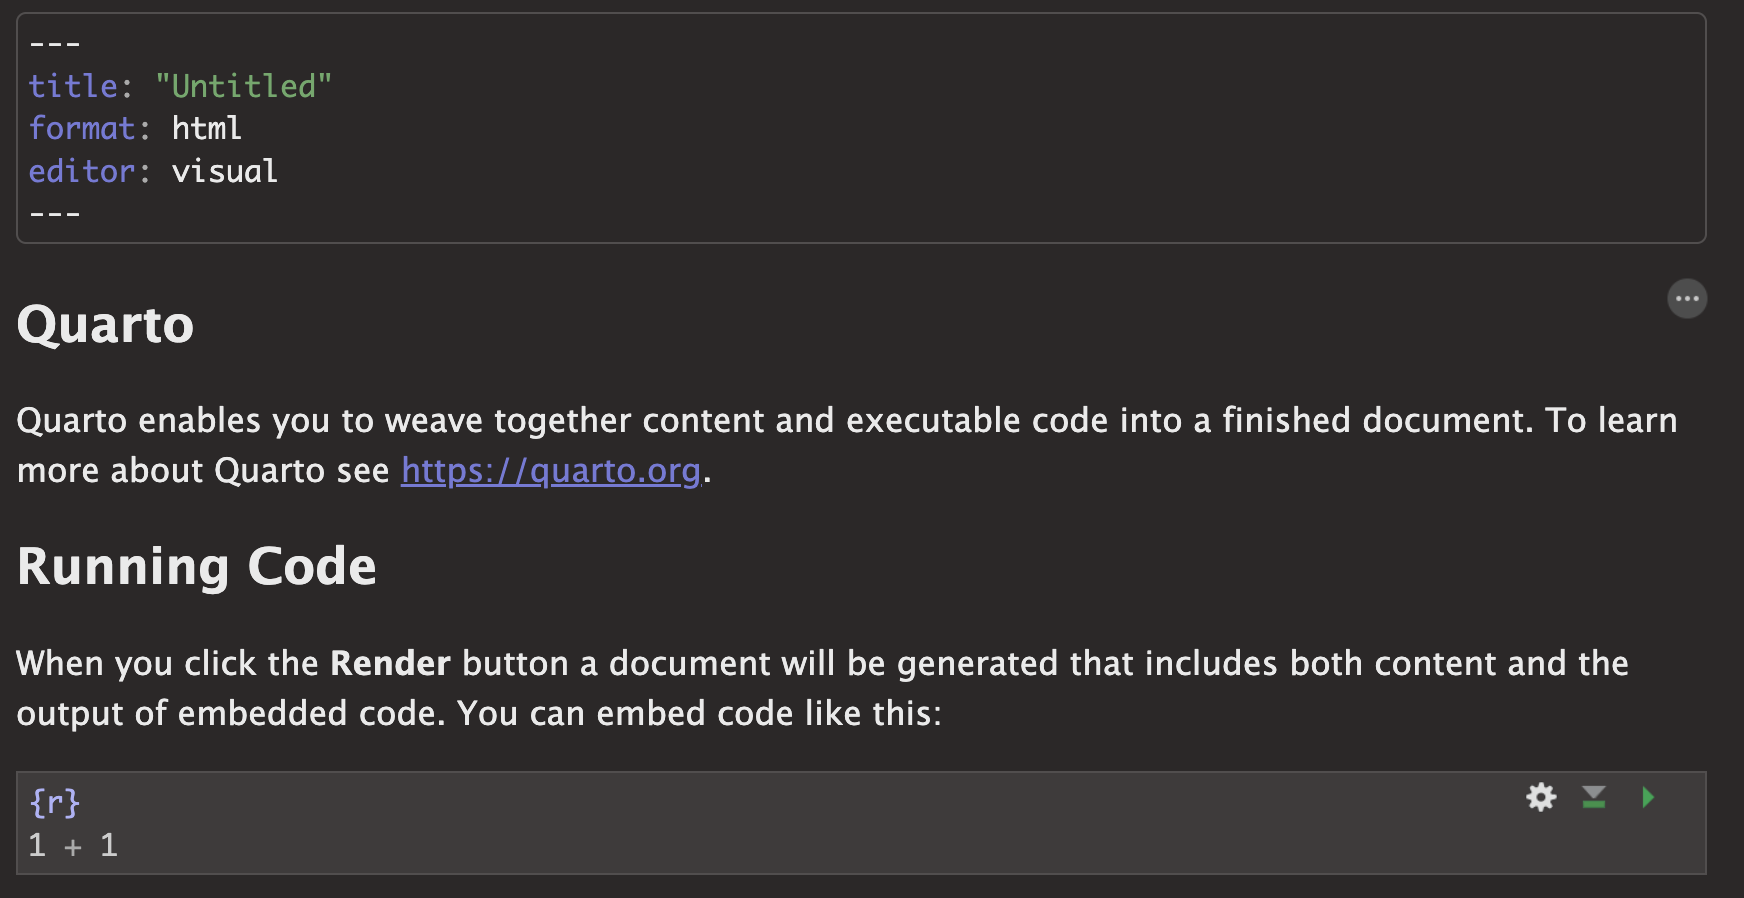 ---
title: "Untitled"
format: html
editor: visual
---
Quarto
Quarto enables you to weave together content and executable code into a finished document. To learn
more about Quarto see https://quarto.org.
Running Code
When you click the Render button a document will be generated that includes both content and the
output of embedded code. You can embed code like this:
{r}
1 + 1